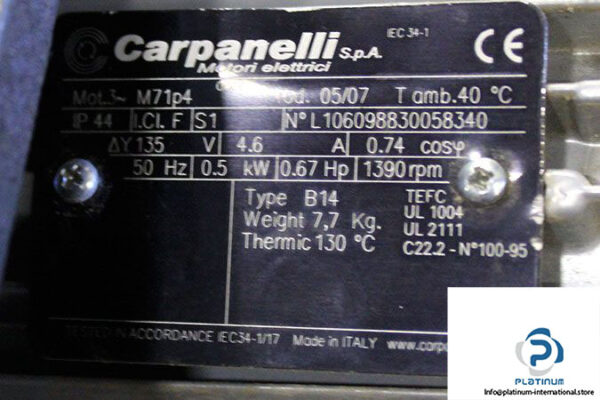 Carpanelli S.p.A.
IEC 34-1
CE
Motori elettrici
Mot.3~ M71p4 05/07 T amb.40 °C
IP 44 I.Cl. F S1 N° L106098830058340
ΔY 135 V 4.6 A 0.74 cosφ
50 Hz 0.5 kW 0.67 Hp 1390 rpm
Type B14
Weight 7,7 Kg.
Thermic 130 °C
TEFC
UL 1004
UL 2111
C22.2 - N°100-95
TESTED IN ACCORDANCE IEC34-1/17 Made in ITALY
PLATINUM
www.platinum-international.store